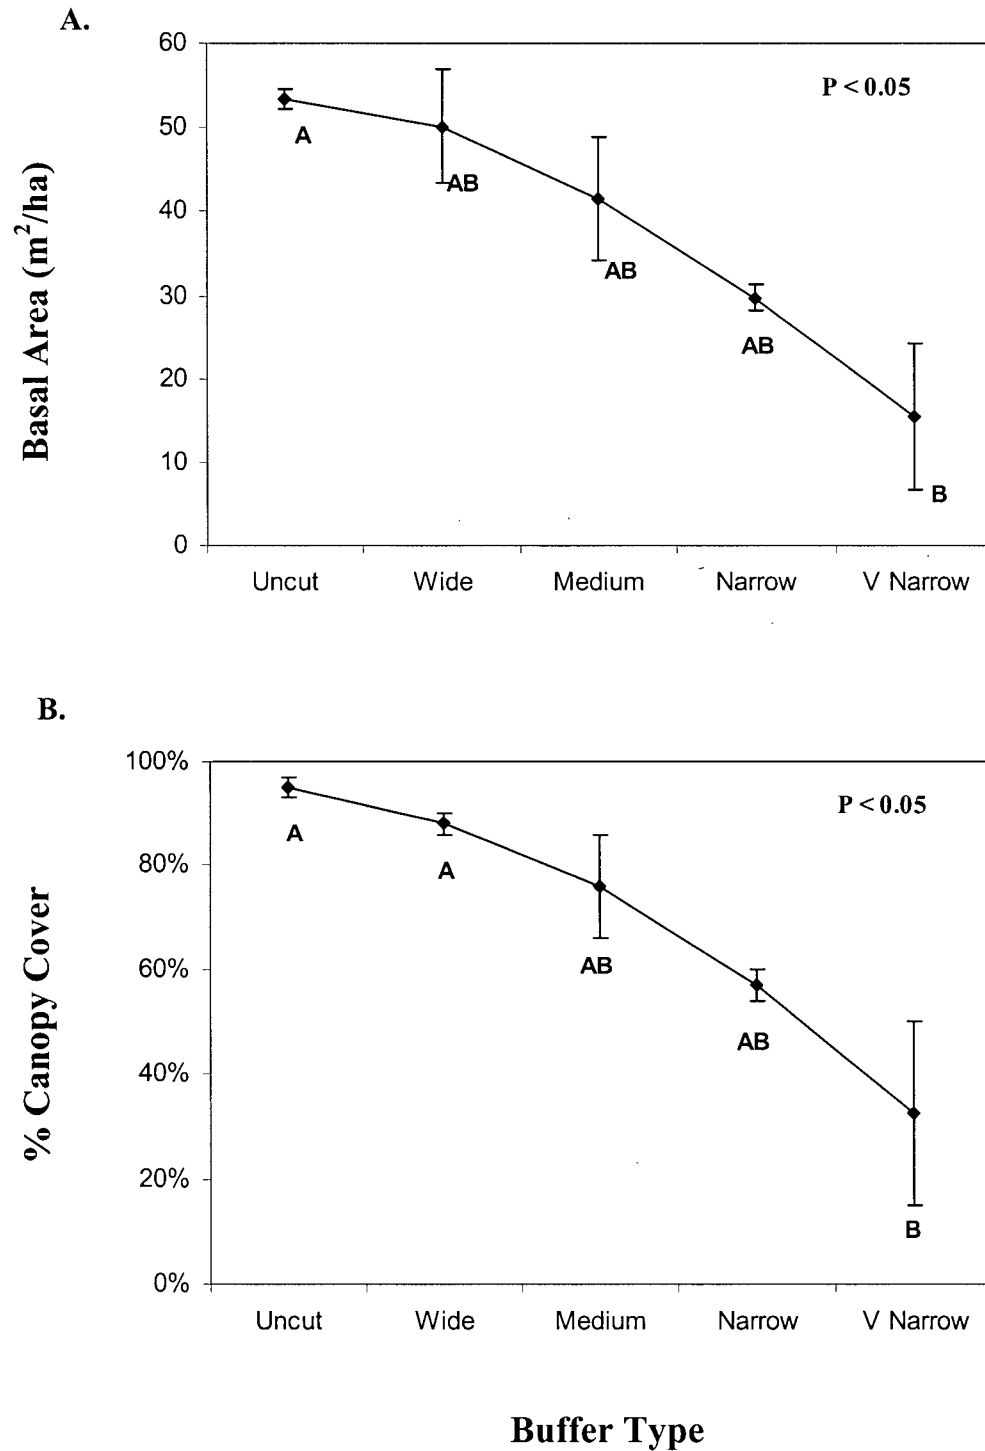 A.
Basal Area (m²/ha)
60
50
40
30
20
10
0
P < 0.05
A
AB
AB
AB
B
Uncut Wide Medium Narrow V Narrow
B.
% Canopy Cover
100%
80%
60%
40%
20%
0%
P < 0.05
A
A
AB
AB
B
Uncut Wide Medium Narrow V Narrow
Buffer Type